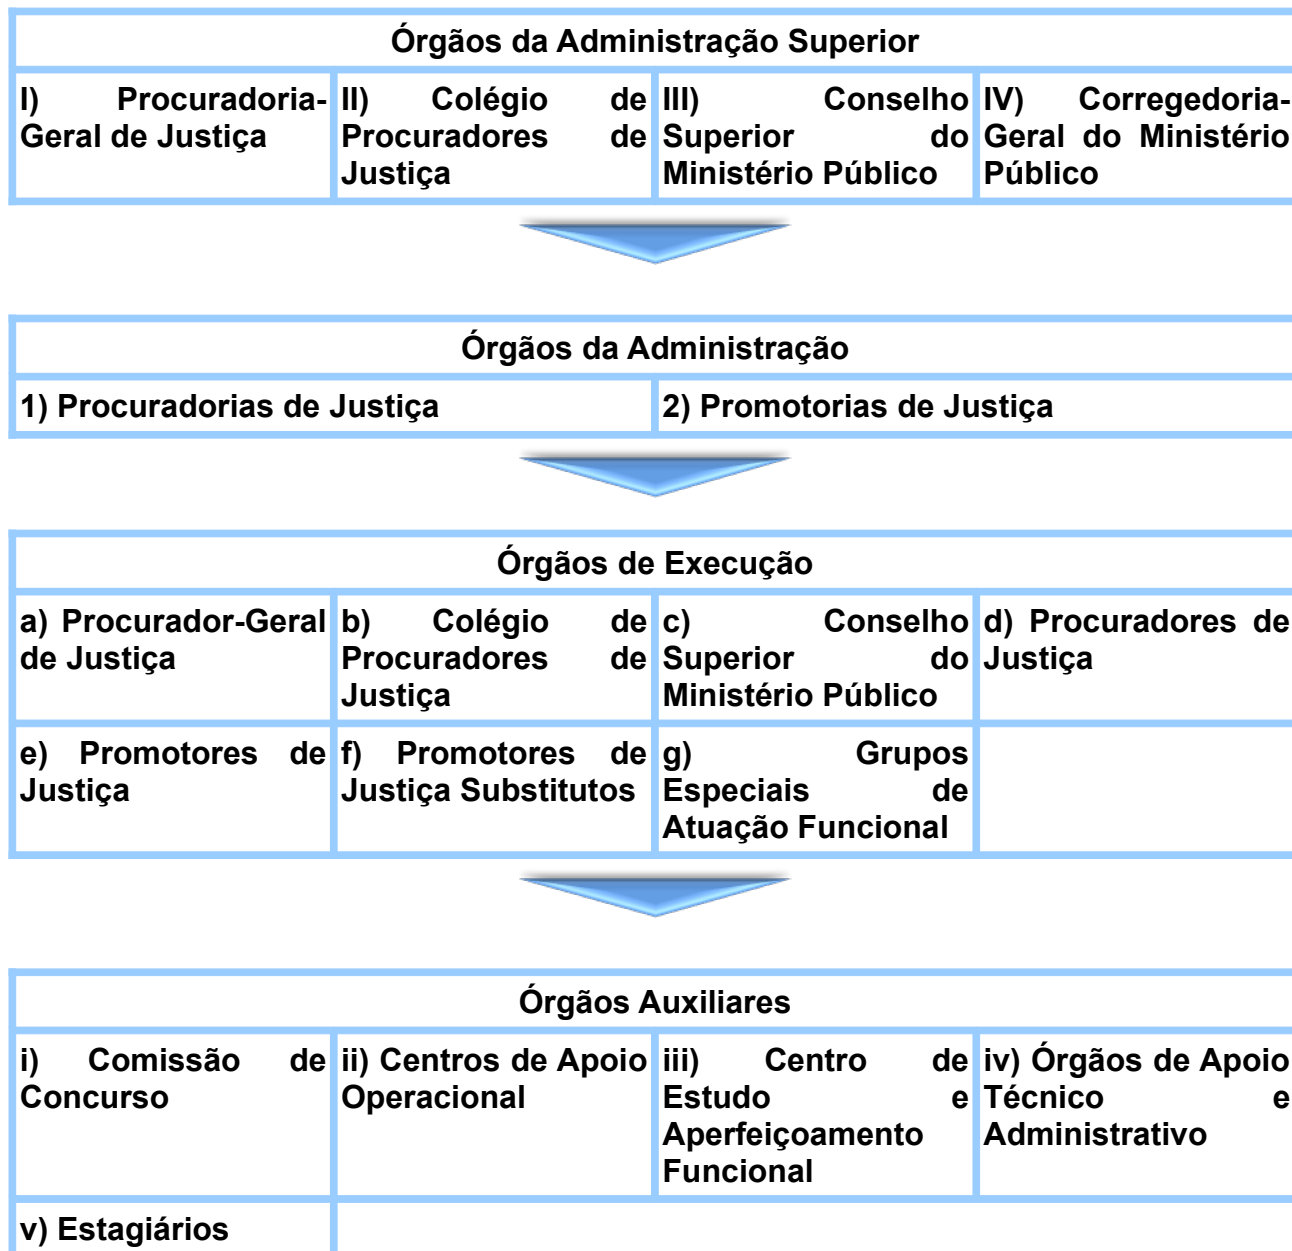 Órgãos da Administração Superior
I) Procuradoria-
Geral de Justiça
II) Colégio de
Procuradores de
Justiça
III) Conselho
Superior do
Ministério Público
IV) Corregedoria-
Geral do Ministério
Público
Órgãos da Administração
1) Procuradorias de Justiça
2) Promotorias de Justiça
Órgãos de Execução
a) Procurador-Geral
de Justiça
b) Colégio de
Procuradores de
Justiça
c) Conselho
Superior do
Ministério Público
d) Procuradores de
Justiça
e) Promotores de
Justiça
f) Promotores de
Justiça Substitutos
g) Grupos
Especiais de
Atuação Funcional
Órgãos Auxiliares
i) Comissão de
Concurso
ii) Centros de Apoio
Operacional
iii) Centro de
Estudo e
Aperfeiçoamento
Funcional
iv) Órgãos de Apoio
Técnico e
Administrativo
v) Estagiários